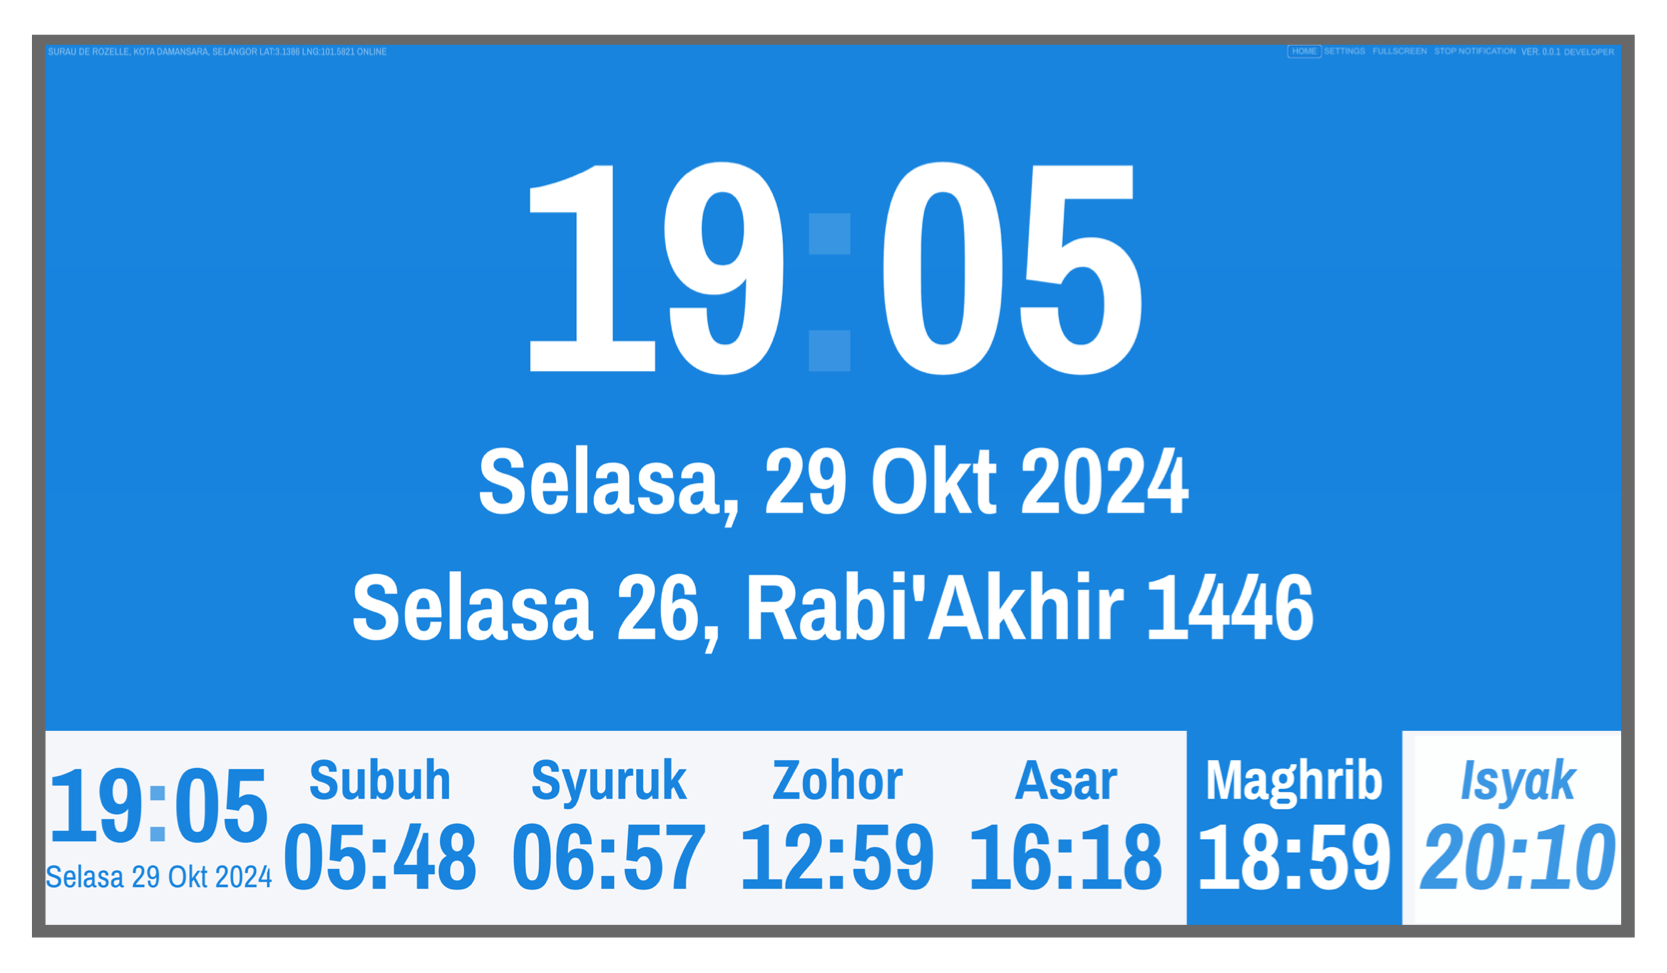 SURAU DE ROZELLE, KOTA DAMANSARA, SELANGOR LAT:3.1386 LNG:101.5821 ONLINE
HOME SETTINGS FULLSCREEN STOP NOTIFICATION VER. 0.0.1 DEVELOPER
19:05
Selasa, 29 Okt 2024
Selasa 26, Rabi'Akhir 1446
19:05
Selasa 29 Okt 2024
Subuh
05:48
Syuruk
06:57
Zohor
12:59
Asar
16:18
Maghrib
18:59
Isyak
20:10